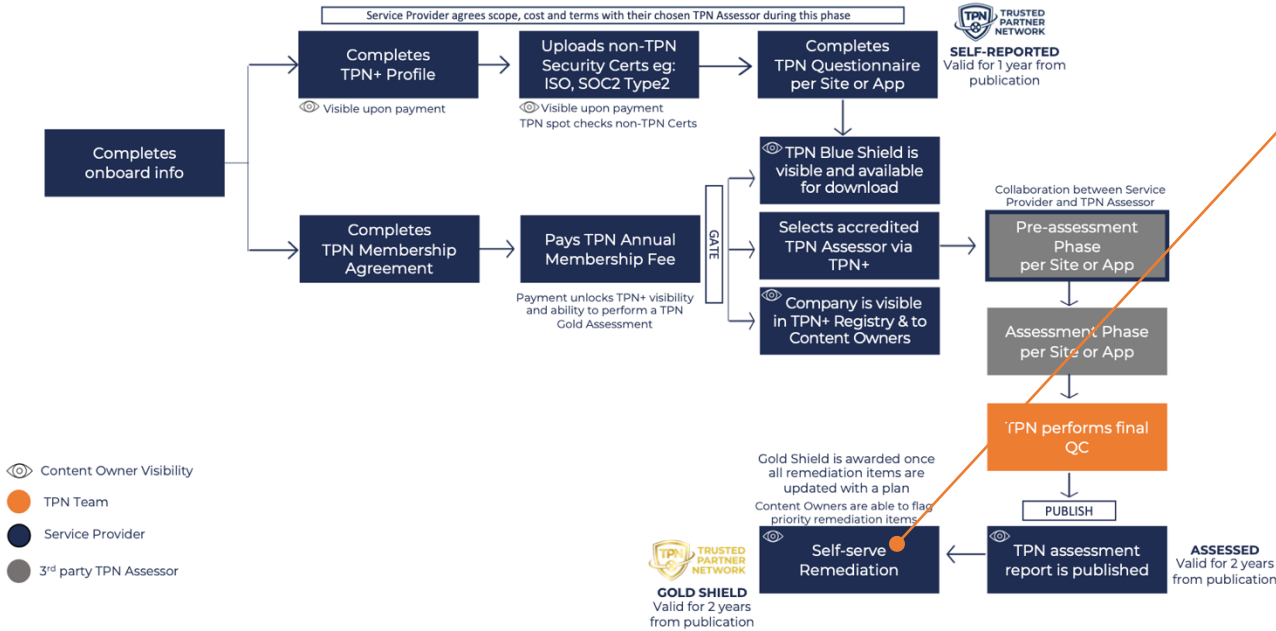 Service Provider agrees scope, cost and terms with their chosen TPN Assessor during this phase
Completes
TPN+ Profile
Visible upon payment
Uploads non-TPN
Security Certs eg:
ISO, SOC2 Type2
Visible upon payment
TPN spot checks non-TPN Certs
Completes
TPN Questionnaire
per Site or App
TPN
TRUSTED
PARTNER
NETWORK
SELF-REPORTED
Valid for 1 year from
publication
Completes
onboard info
TPN Blue Shield is
visible and available
for download
Completes
TPN Membership
Agreement
Pays TPN Annual
Membership Fee
Payment unlocks TPN+ visibility
and ability to perform a TPN
Gold Assessment
GATE
Selects accredited
TPN Assessor via
TPN+
Company is visible
in TPN+ Registry & to
Content Owners
Collaboration between Service
Provider and TPN Assessor
Pre-assessment
Phase
per Site or App
Assessment Phase
per Site or App
TPN performs final
QC
PUBLISH
TPN assessment
report is published
ASSESSED
Valid for 2 years
from publication
Gold Shield is awarded once
all remediation items are
updated with a plan
Content Owners are able to flag
priority remediation items
Self-serve
Remediation
TPN
TRUSTED
PARTNER
NETWORK
GOLD SHIELD
Valid for 2 years
from publication
Content Owner Visibility
TPN Team
Service Provider
3rd party TPN Assessor